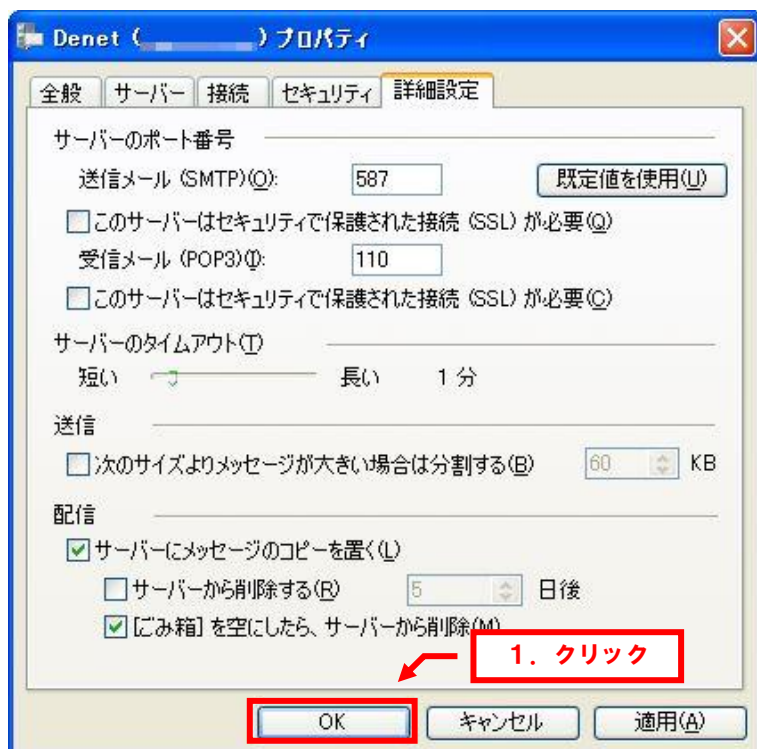 Denet ( ) プロパティ
全般 サーバー 接続 セキュリティ 詳細設定
サーバーのポート番号
送信メール (SMTP)(O): 587 既定値を使用(U)
このサーバーはセキュリティで保護された接続 (SSL) が必要(Q)
受信メール (POP3)(I): 110
このサーバーはセキュリティで保護された接続 (SSL) が必要(C)
サーバーのタイムアウト(T)
短い 長い 1 分
送信
次のサイズよりメッセージが大きい場合は分割する(B) 60 KB
配信
サーバーにメッセージのコピーを置く(L)
サーバーから削除する(R) 5 日後
[ごみ箱] を空にしたら、サーバーから削除(M)
1．クリック
OK キャンセル 適用(A)